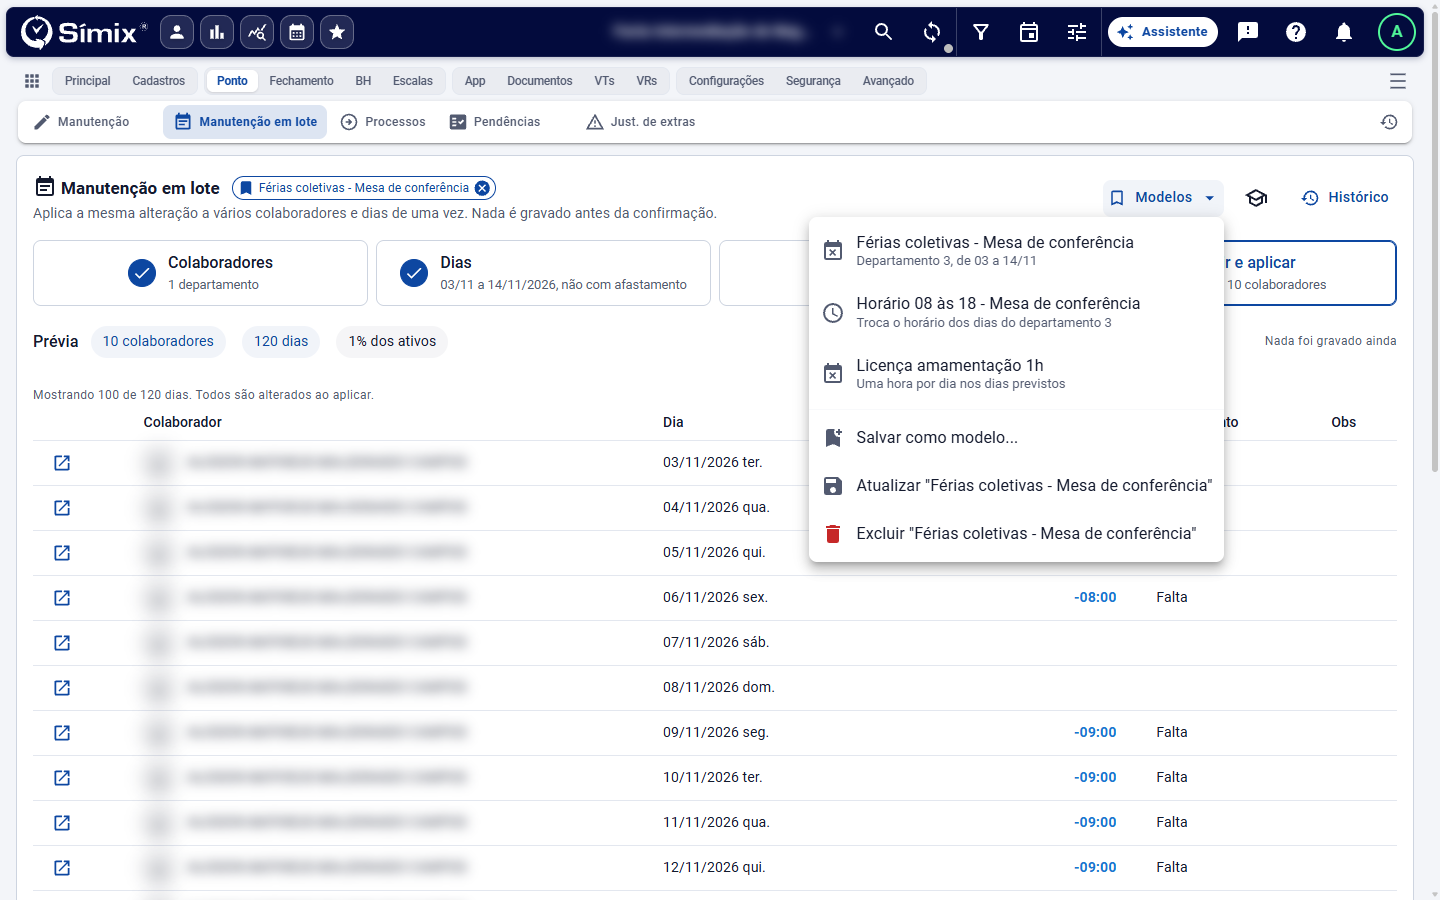 Símix®
Assistente
A
Principal
Cadastros
Ponto
Fechamento
BH
Escalas
App
Documentos
VTs
VRs
Configurações
Segurança
Avançado
Manutenção
Manutenção em lote
Processos
Pendências
Just. de extras
Manutenção em lote
Férias coletivas - Mesa de conferência
Aplica a mesma alteração a vários colaboradores e dias de uma vez. Nada é gravado antes da confirmação.
Modelos
Histórico
Colaboradores
1 departamento
Dias
03/11 a 14/11/2026, não com afastamento
r e aplicar
10 colaboradores
Férias coletivas - Mesa de conferência
Departamento 3, de 03 a 14/11
Horário 08 às 18 - Mesa de conferência
Troca o horário dos dias do departamento 3
Licença amamentação 1h
Uma hora por dia nos dias previstos
Salvar como modelo...
Atualizar "Férias coletivas - Mesa de conferência"
Excluir "Férias coletivas - Mesa de conferência"
Prévia
10 colaboradores
120 dias
1% dos ativos
Nada foi gravado ainda
Mostrando 100 de 120 dias. Todos são alterados ao aplicar.
Colaborador
Dia
Obs
03/11/2026 ter.
04/11/2026 qua.
05/11/2026 qui.
06/11/2026 sex.
-08:00
Falta
07/11/2026 sáb.
08/11/2026 dom.
09/11/2026 seg.
-09:00
Falta
10/11/2026 ter.
-09:00
Falta
11/11/2026 qua.
-09:00
Falta
12/11/2026 qui.
-09:00
Falta